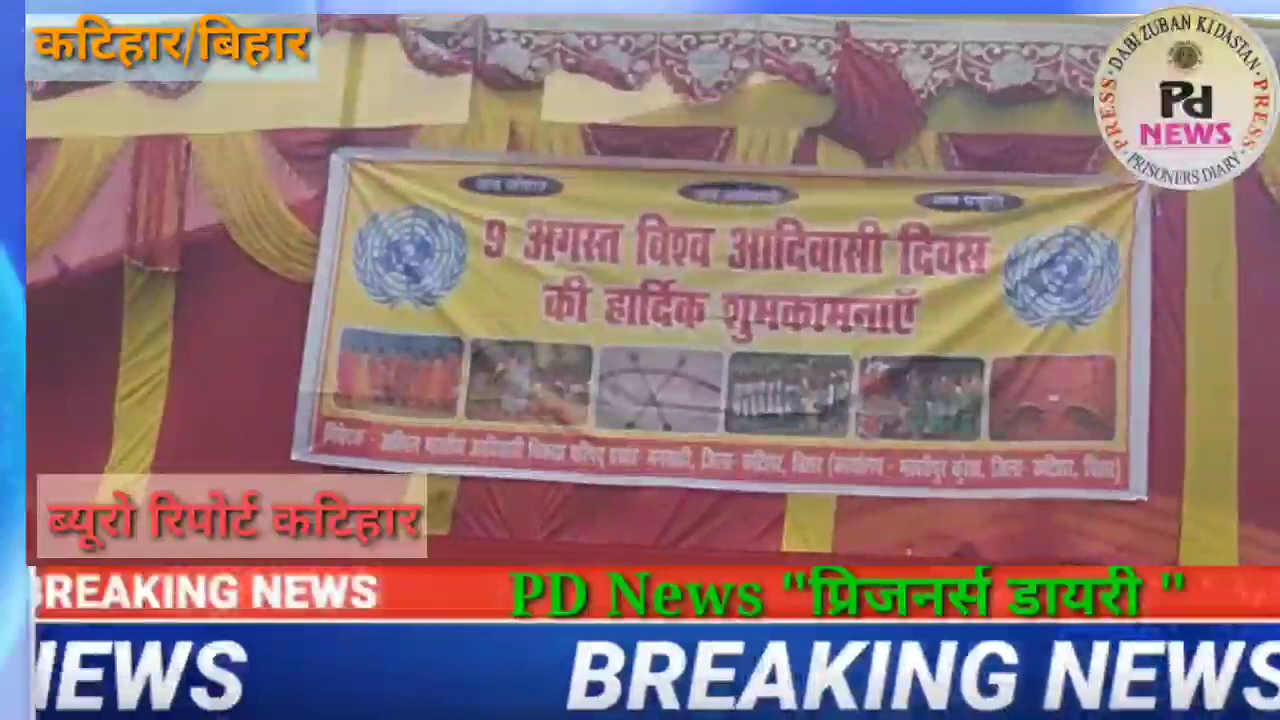 कटिहार/बिहार
DABI ZUBAN KI DASTAN
PRESS
PRESS
Pd
NEWS
PRISONERS DIARY
९ अगस्त विश्व आदिवासी दिवस
की हार्दिक शुभकामनाएँ
ब्यूरो रिपोर्ट कटिहार
BREAKING NEWS
PD News "प्रिजनर्स डायरी "
NEWS
BREAKING NEWS